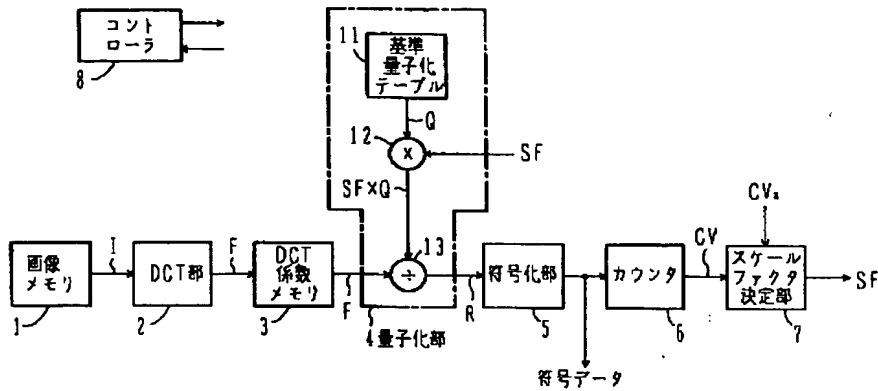 コント
ローラ
8
11
基準
量子化
テーブル
Q
12
×
SF
SF×Q
CVa
画像
メモリ
1
I
DCT部
2
F
DCT
係数
メモリ
3
F
13
÷
4量子化部
R
符号化部
5
カウンタ
6
CV
スケール
ファクタ
決定部
7
SF
符号データ